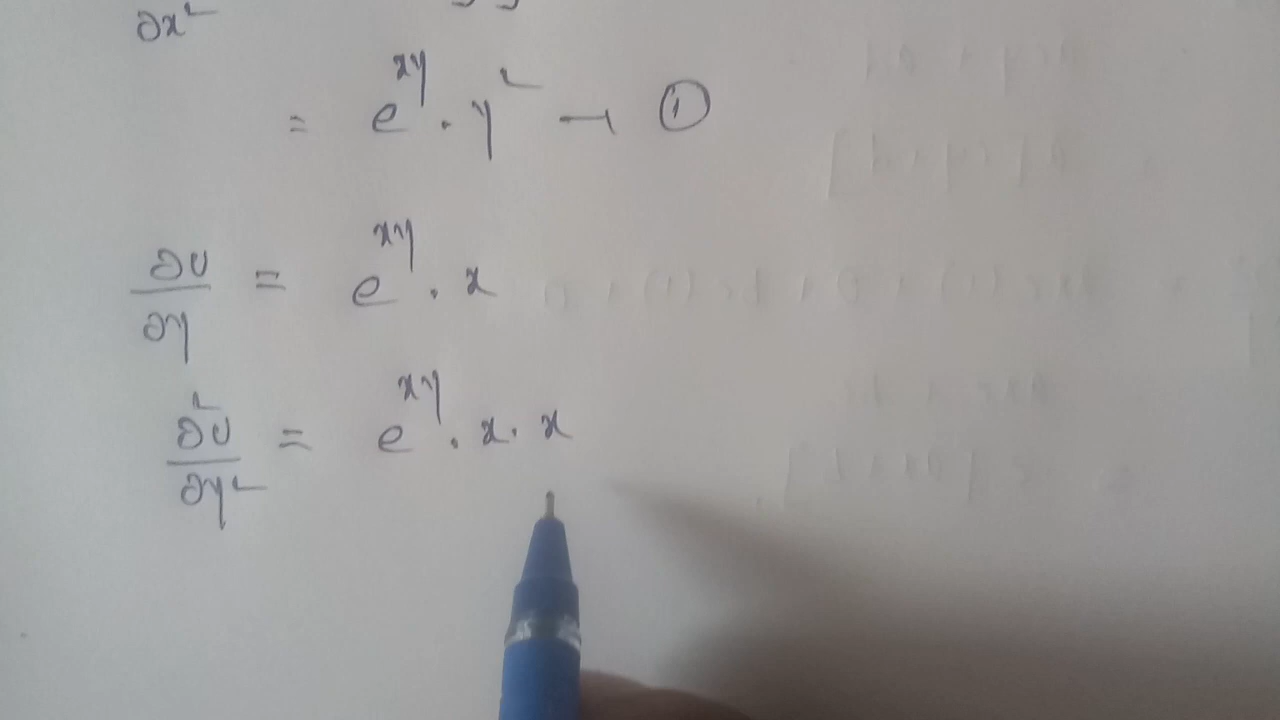 ∂x²
= e^{xy} · y² → ①
∂U/∂y = e^{xy} · x
∂²U/∂y² = e^{xy} · x · x